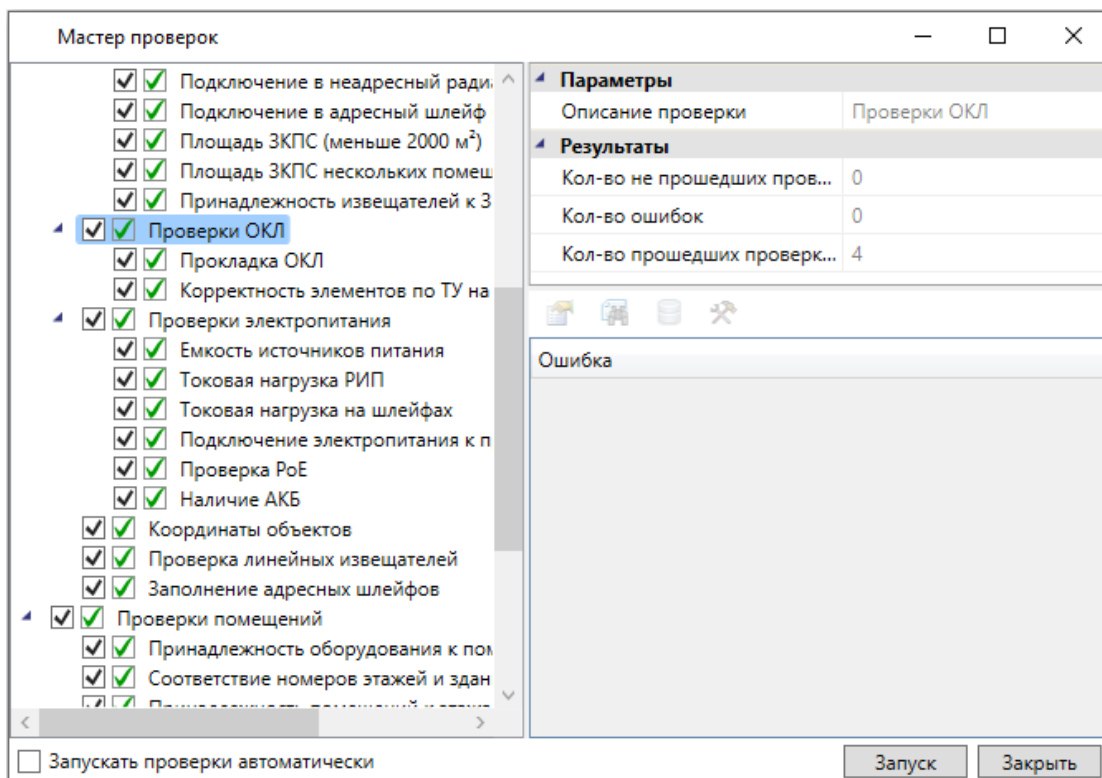 Мастер проверок
Подключение в неадресный
Подключение в адресный шлейф
Площадь ЗКПС (меньше 2000 м²)
Площадь ЗКПС нескольких
Принадлежность извещателей к
Проверки ОКЛ
Прокладка ОКЛ
Корректность элементов по ТУ на
Проверки электропитания
Емкость источников питания
Токовая нагрузка РИП
Токовая нагрузка на шлейфах
Подключение электропитания к
Проверка PoE
Наличие АКБ
Координаты объектов
Проверка линейных извещателей
Заполнение адресных шлейфов
Проверки помещений
Принадлежность оборудования к
Соответствие номеров этажей и
Запускать проверки автоматически
Параметры
Описание проверки Проверки ОКЛ
Результаты
Кол-во не прошедших пров... 0
Кол-во ошибок 0
Кол-во прошедших проверк... 4
Ошибка
Запуск Закрыть